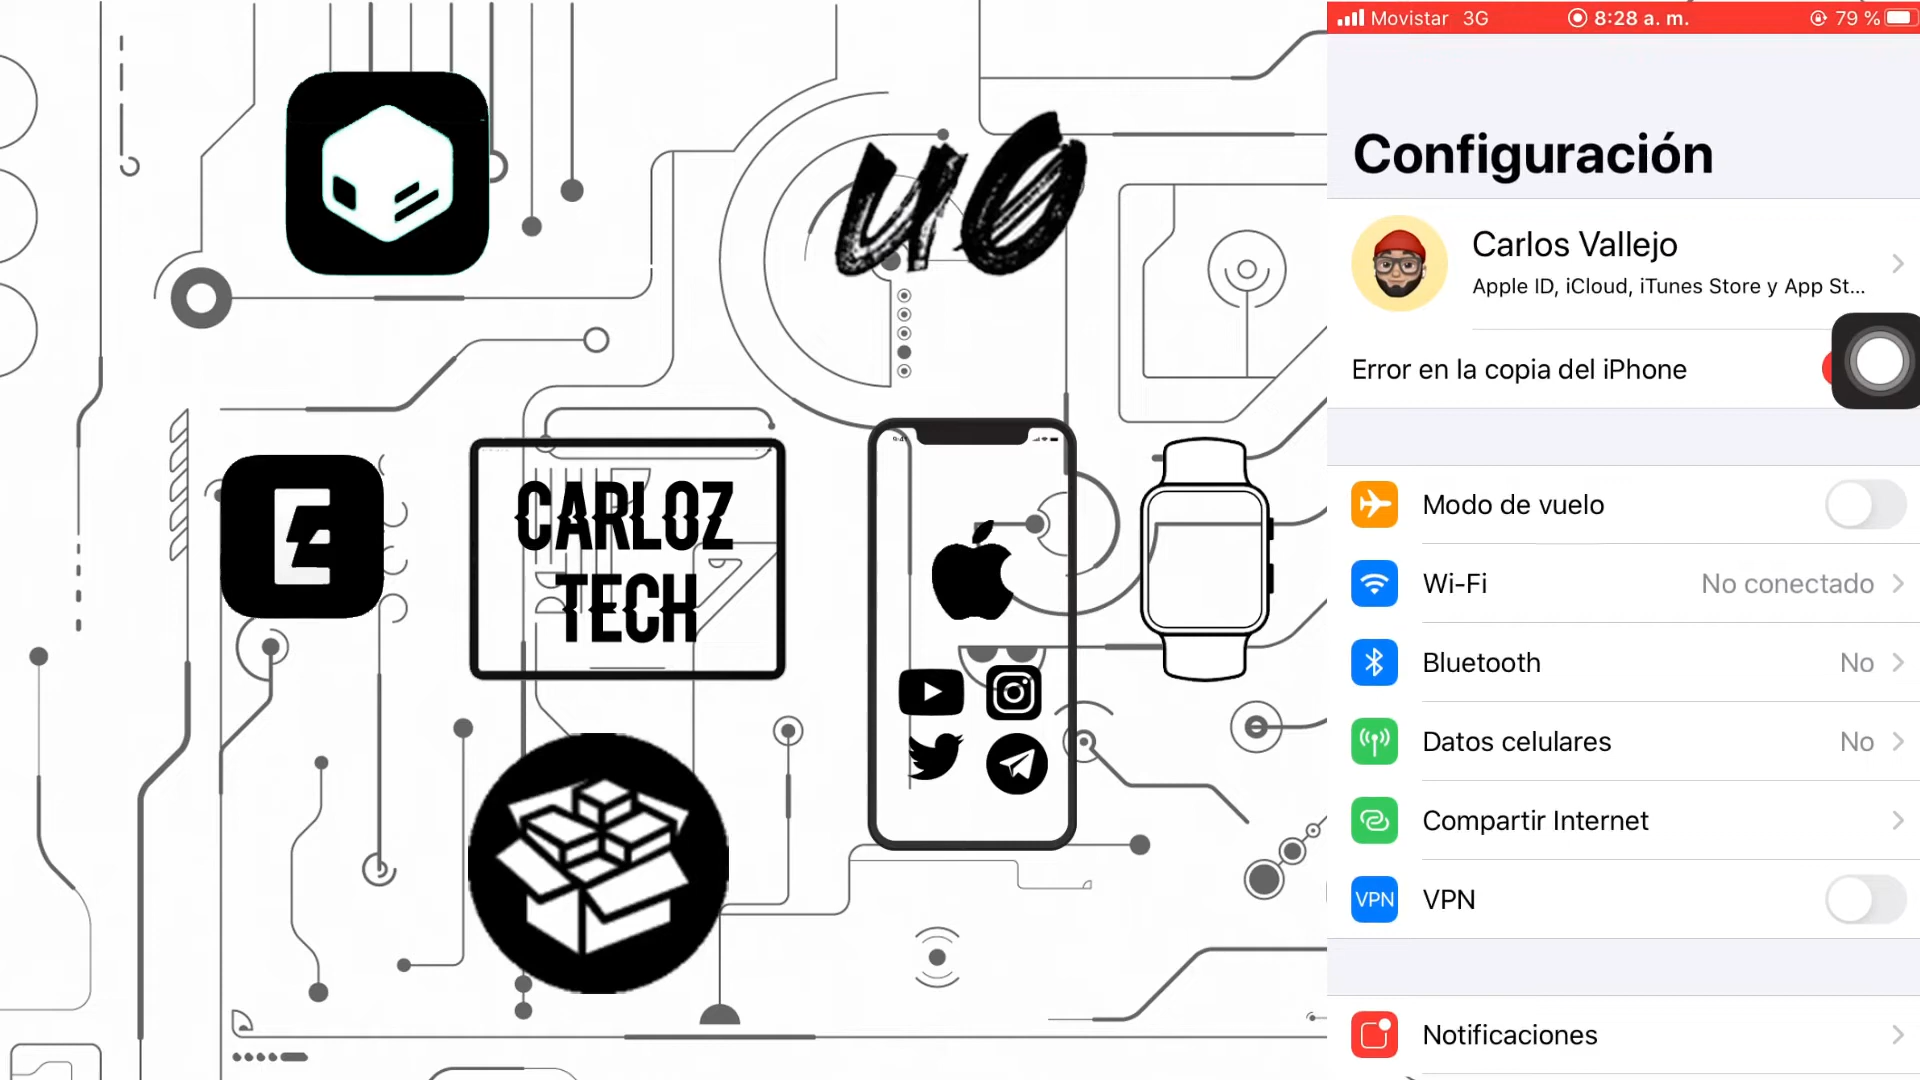 u0
CARLOZ
TECH
9:41
Movistar 3G 8:28 a. m. 79 %
Configuración
Carlos Vallejo
Apple ID, iCloud, iTunes Store y App St...
Error en la copia del iPhone
Modo de vuelo
Wi-Fi No conectado
Bluetooth No
Datos celulares No
Compartir Internet
VPN VPN
Notificaciones